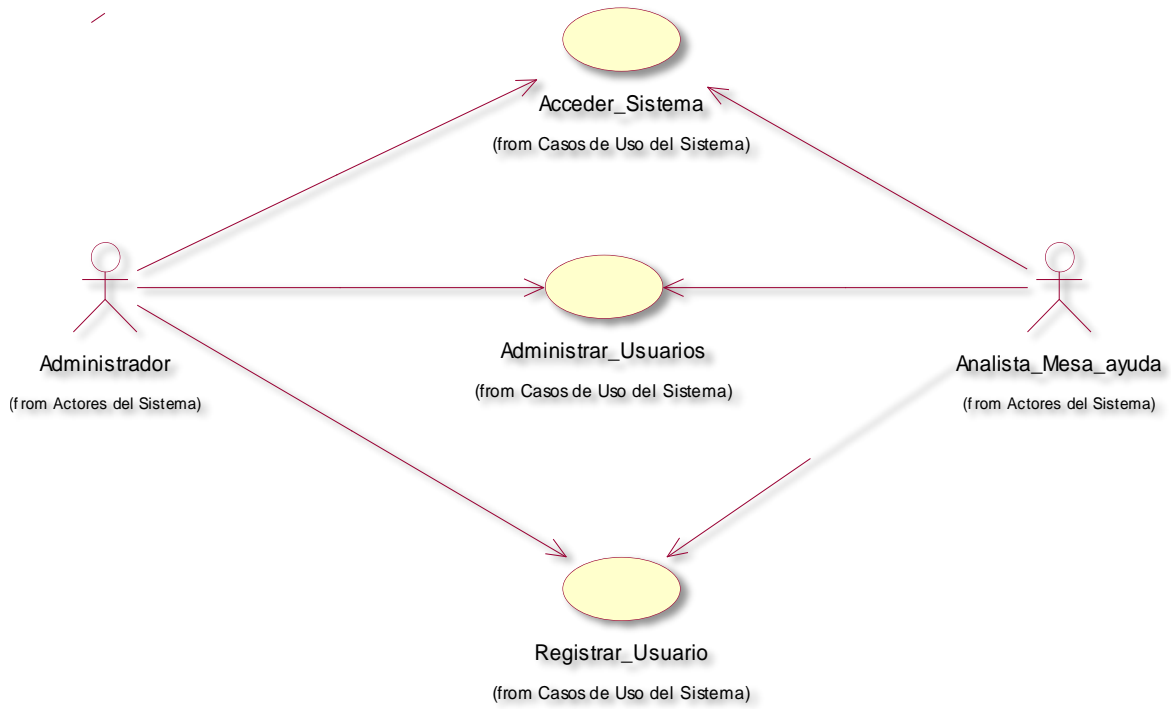 Acceder_Sistema
(from Casos de Uso del Sistema)
Administrador
(from Actores del Sistema)
Administrar_Usuarios
(from Casos de Uso del Sistema)
Analista_Mesa_ayuda
(from Actores del Sistema)
Registrar_Usuario
(from Casos de Uso del Sistema)